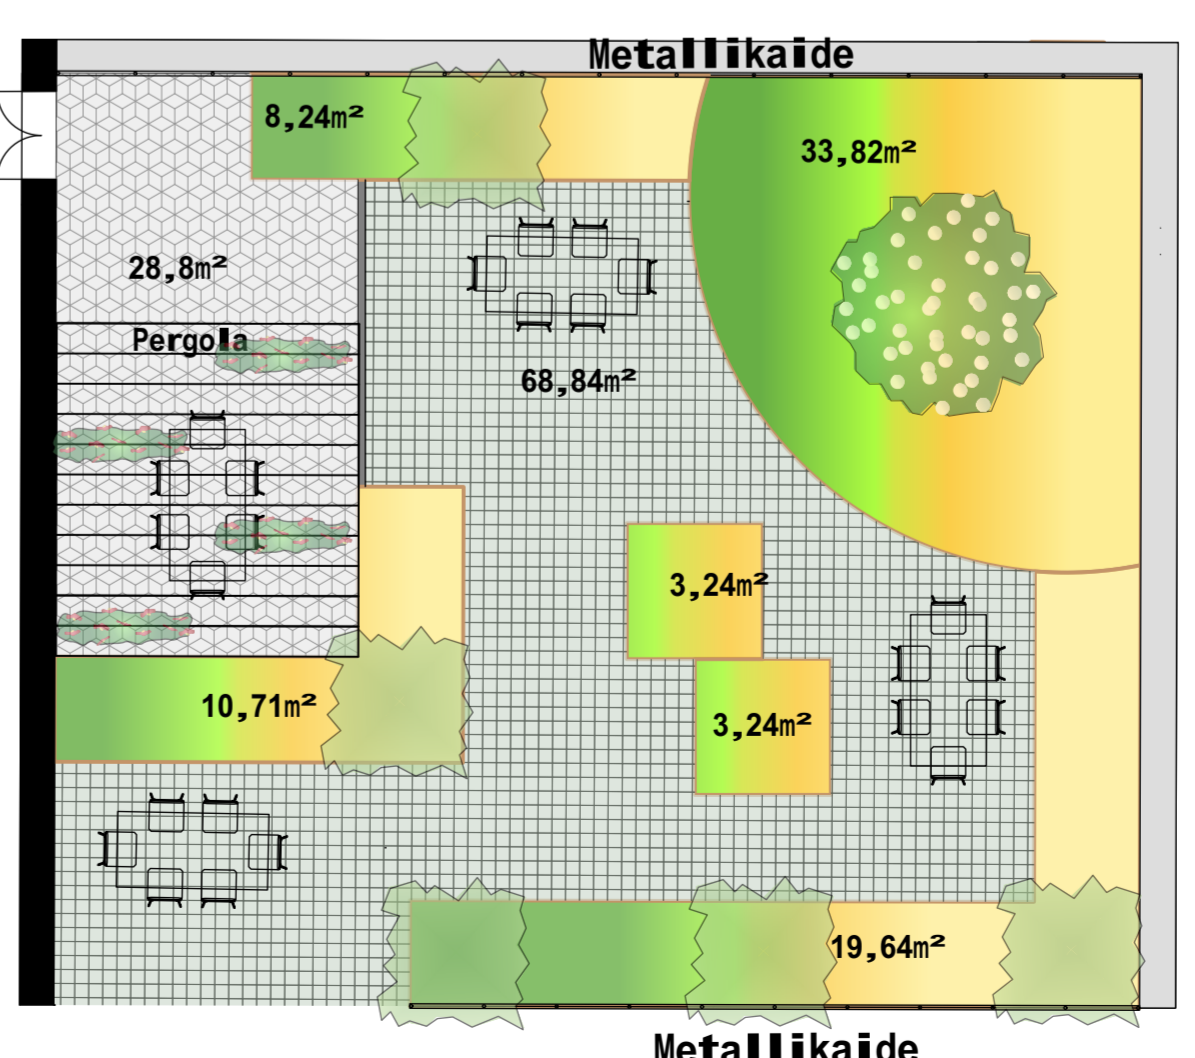 Metallikaide
8,24m²
33,82m²
28,8m²
Pergola
68,84m²
3,24m²
10,71m²
3,24m²
19,64m²
Metallikaide